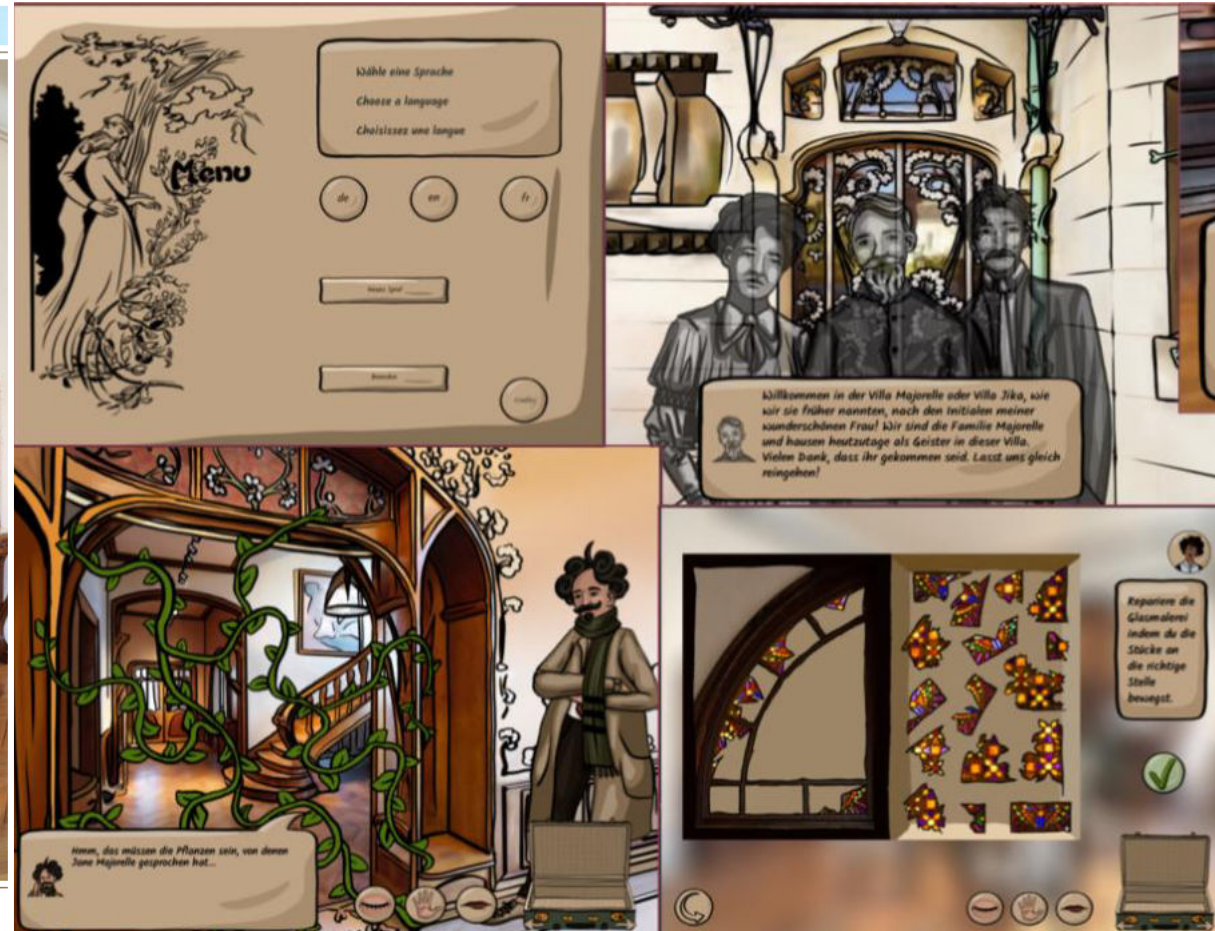 Menu
Wähle eine Sprache
Choose a language
Choisissez une langue
de
en
fr
Neues Spiel
Beenden
Willkommen in der Villa Majorelle oder Villa Jika, wie
wir sie früher nannten, nach den Initialen meiner
wunderschönen Frau! Wir sind die Familie Majorelle
und hausen heutzutage als Geister in dieser Villa.
Vielen Dank, dass ihr gekommen seid. Lasst uns gleich
reingehen!
Hmm, das müssen die Pflanzen sein, von denen
Jane Majorelle gesprochen hat...
Repariere die
Glasmalerei
indem du die
Stücke an
die richtige
Stelle
bewegst.